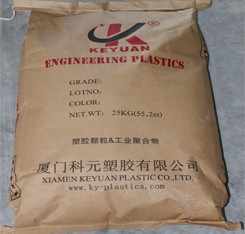 KEYUAN
ENGINEERING PLASTICS
GRADE:
LOTNO:
COLOR:
NET.WT: 25KG(55,2Ł)
塑胶颗粒&工业聚合物
厦门科元塑胶有限公司
XIAMEN KEYUAN PLASTIC CO.,LTD.
www.ky-plastics.com